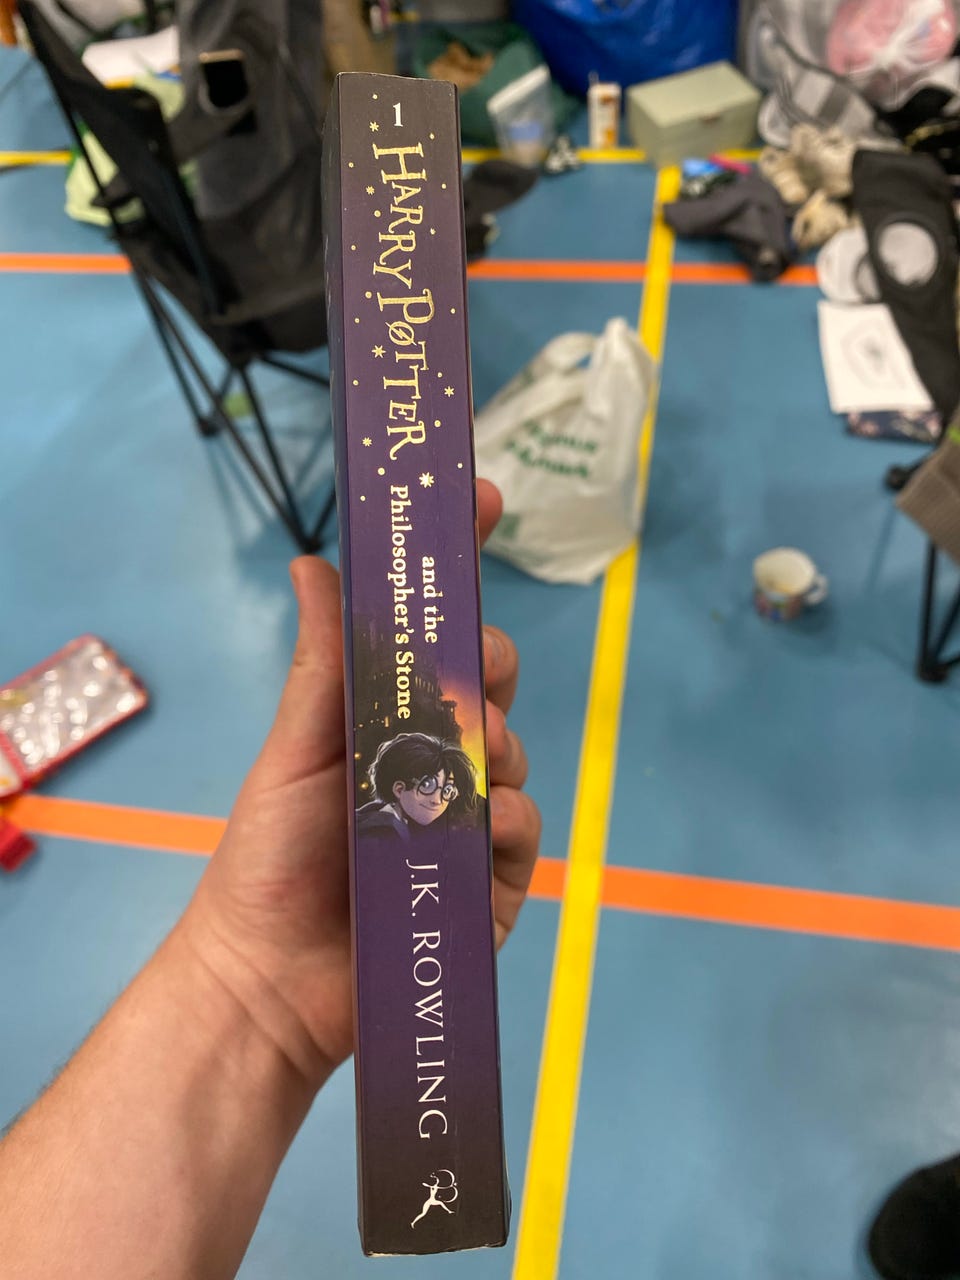 1
HARRY POTTER
and the
Philosopher's Stone
J.K. ROWLING